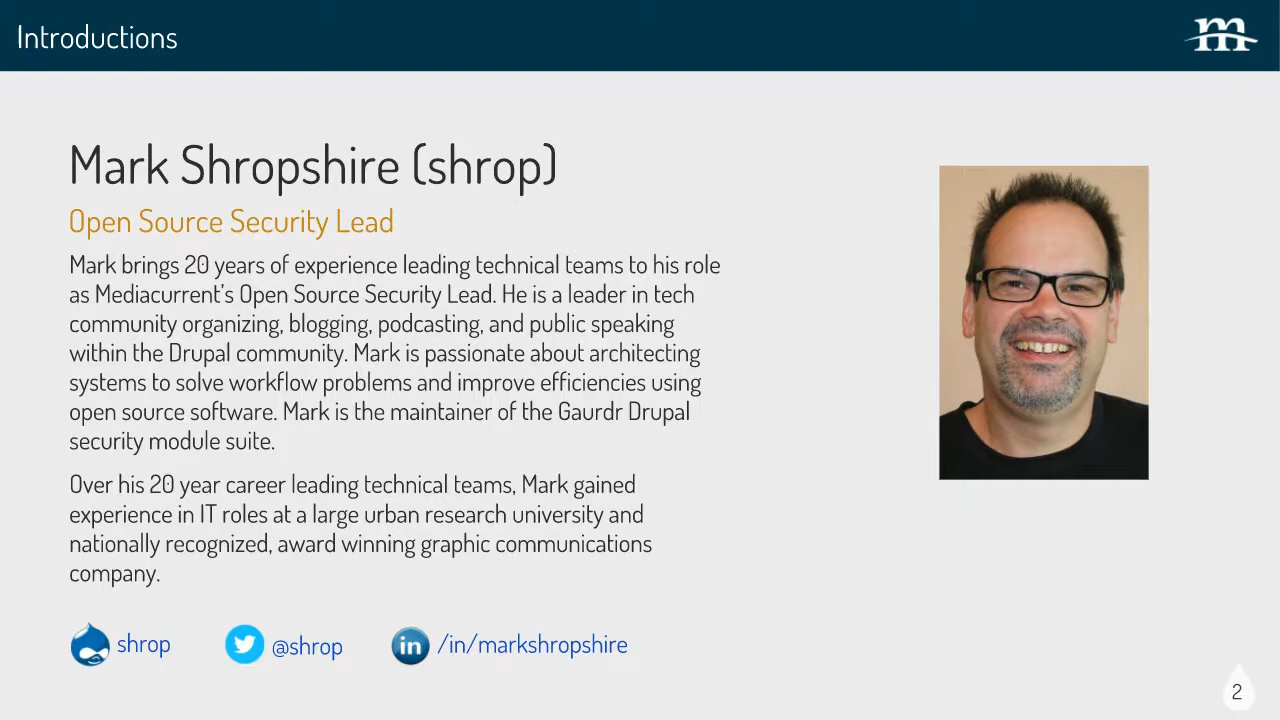 Introductions
m
Mark Shropshire (shrop)
Open Source Security Lead
Mark brings 20 years of experience leading technical teams to his role
as Mediacurrent's Open Source Security Lead. He is a leader in tech
community organizing, blogging, podcasting, and public speaking
within the Drupal community. Mark is passionate about architecting
systems to solve workflow problems and improve efficiencies using
open source software. Mark is the maintainer of the Gaurdr Drupal
security module suite.
Over his 20 year career leading technical teams, Mark gained
experience in IT roles at a large urban research university and
nationally recognized, award winning graphic communications
company.
shrop
@shrop
in
/in/markshropshire
2